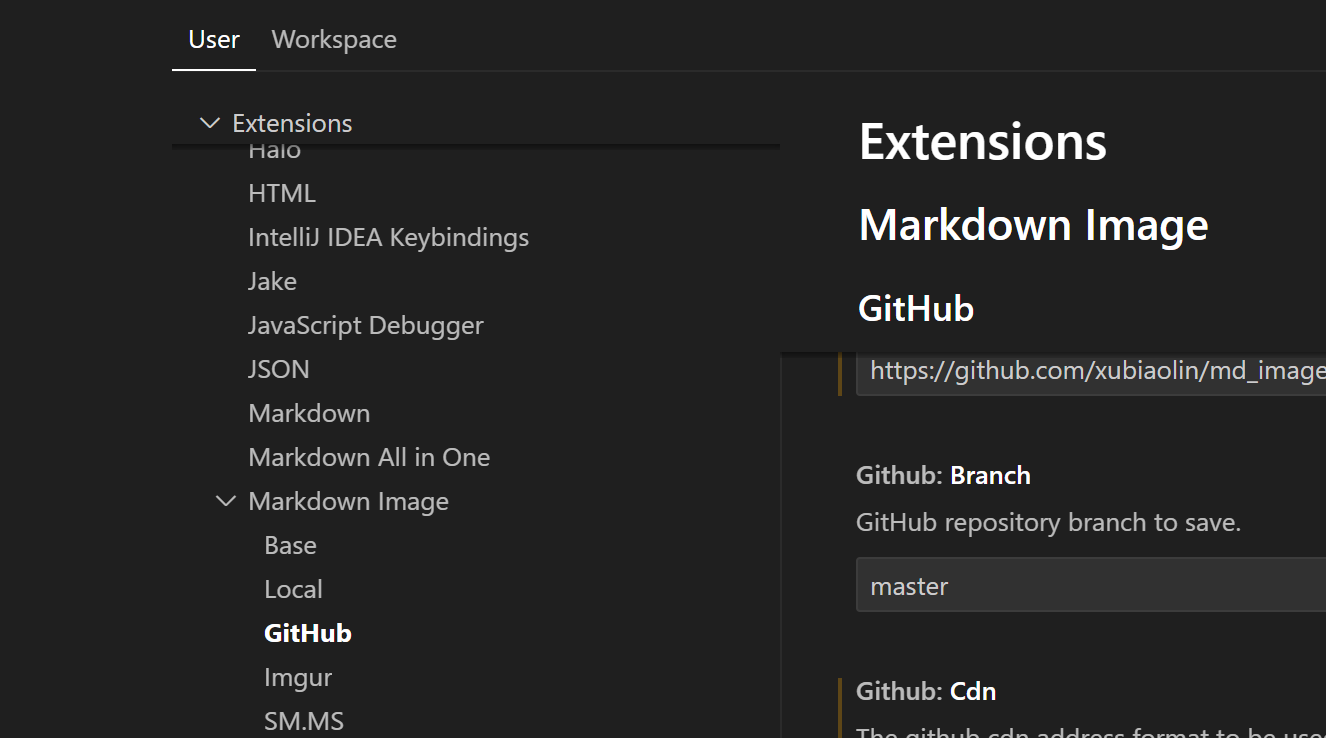 User Workspace
Extensions
Halo
HTML
IntelliJ IDEA Keybindings
Jake
JavaScript Debugger
JSON
Markdown
Markdown All in One
Markdown Image
Base
Local
GitHub
Imgur
SM.MS
Extensions
Markdown Image
GitHub
https://github.com/xubiaolin/md_image
Github: Branch
GitHub repository branch to save.
master
Github: Cdn
The github cdn address format to be used